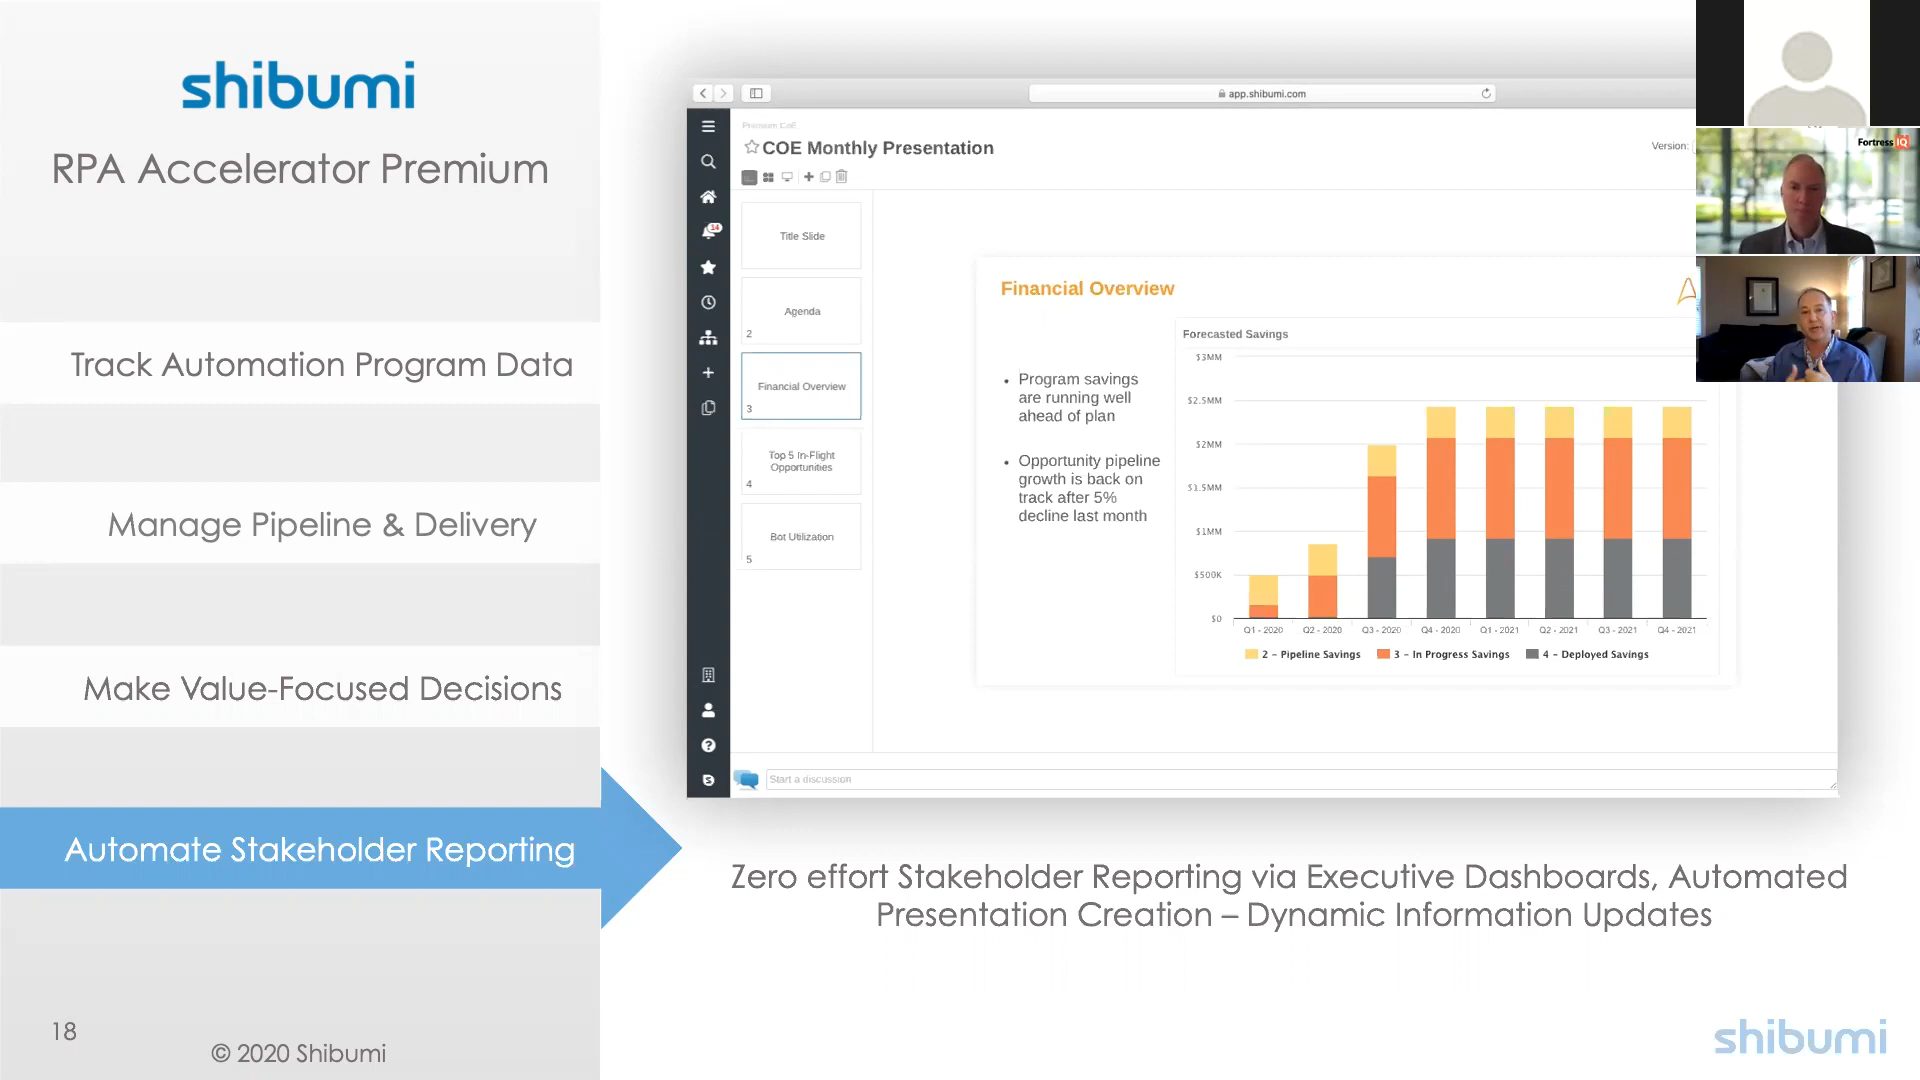 shibumi
RPA Accelerator Premium
Track Automation Program Data
Manage Pipeline & Delivery
Make Value-Focused Decisions
Automate Stakeholder Reporting
18
© 2020 Shibumi
app.shibumi.com
Premium CoE
COE Monthly Presentation
Version:
14
Title Slide
Agenda
2
Financial Overview
3
Top 5 In-Flight
Opportunities
4
Bot Utilization
5
Financial Overview
Program savings
are running well
ahead of plan
Opportunity pipeline
growth is back on
track after 5%
decline last month
Forecasted Savings
$3MM
$2.5MM
$2MM
$1.5MM
$1MM
$500K
$0
Q1 - 2020 Q2 - 2020 Q3 - 2020 Q4 - 2020 Q1 - 2021 Q2 - 2021 Q3 - 2021 Q4 - 2021
2 - Pipeline Savings 3 - In Progress Savings 4 - Deployed Savings
Start a discussion
Zero effort Stakeholder Reporting via Executive Dashboards, Automated
Presentation Creation – Dynamic Information Updates
shibumi
Fortress IQ